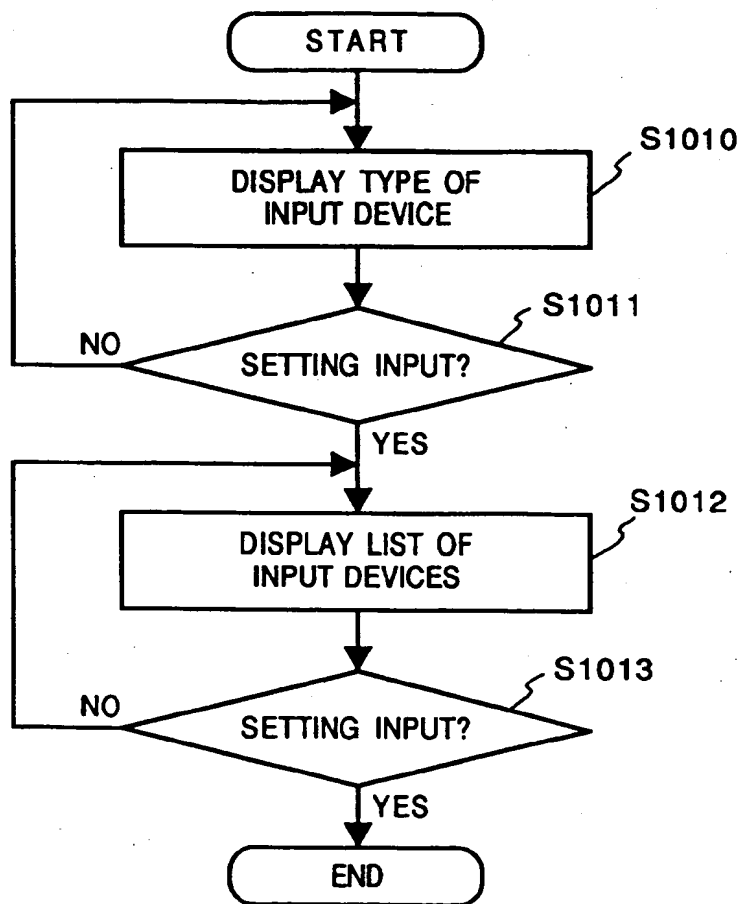 START
S1010
DISPLAY TYPE OF
INPUT DEVICE
S1011
NO
SETTING INPUT?
YES
S1012
DISPLAY LIST OF
INPUT DEVICES
S1013
NO
SETTING INPUT?
YES
END